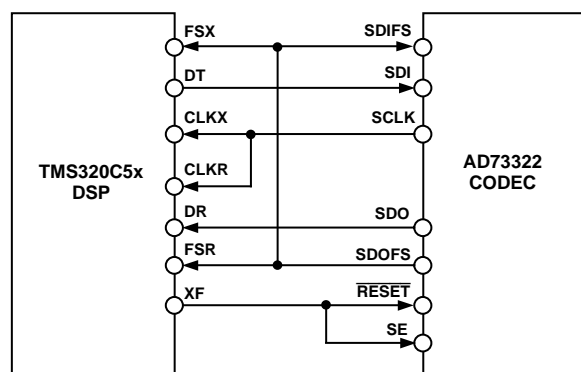 FSX
SDIFS
DT
SDI
CLKX
SCLK
TMS320C5x
DSP
CLKR
AD73322
CODEC
DR
SDO
FSR
SDOFS
XF
RESET
SE